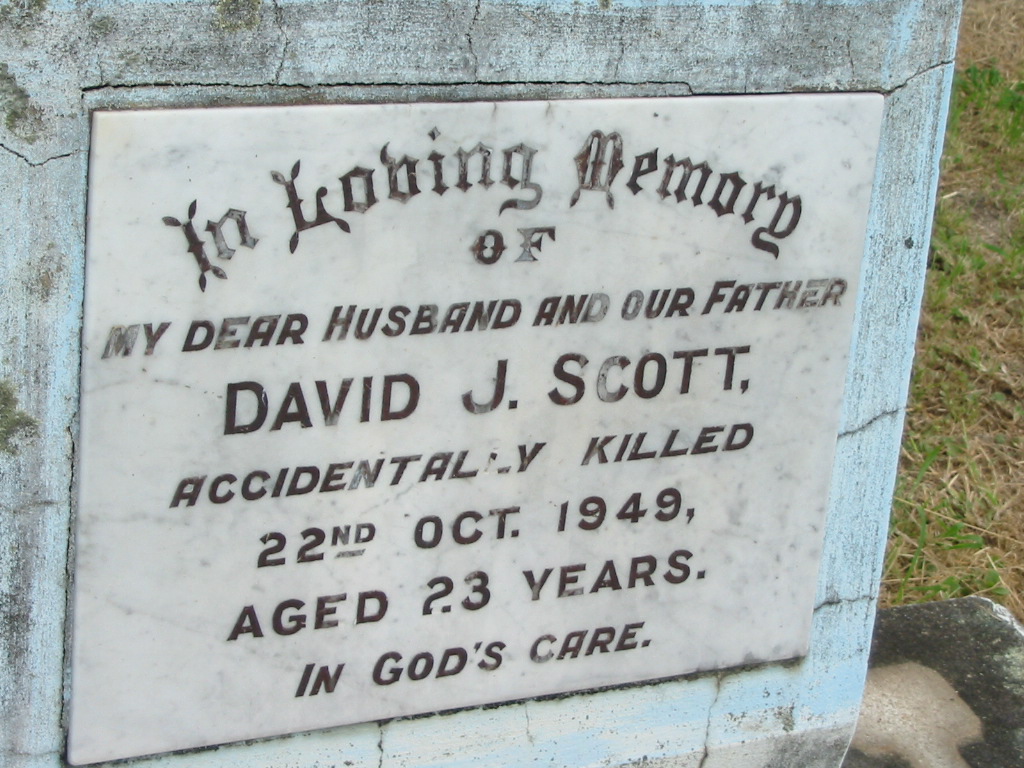 In Loving Memory
OF
MY DEAR HUSBAND AND OUR FATHER
DAVID J. SCOTT,
ACCIDENTALLY KILLED
22ND OCT. 1949,
AGED 23 YEARS.
IN GOD'S CARE.